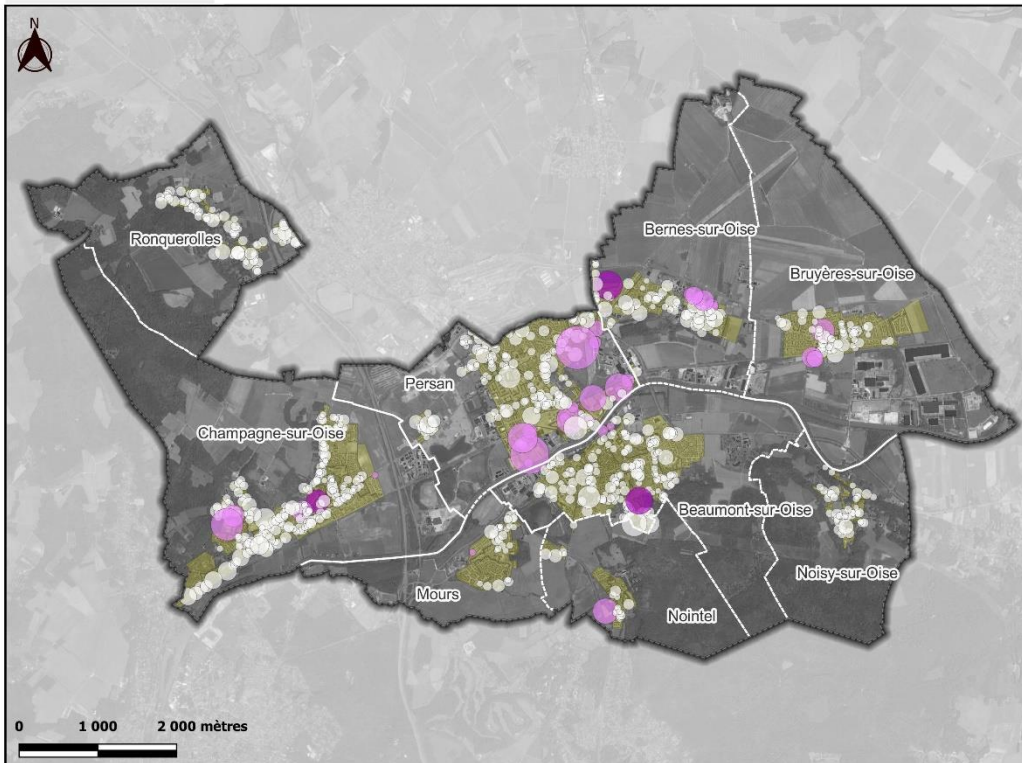 N
Ronquerolles
Bernes-sur-Oise
Bruyères-sur-Oise
Persan
Champagne-sur-Oise
Beaumont-sur-Oise
Noisy-sur-Oise
Mours
Nointel
0 1 000 2 000 mètres